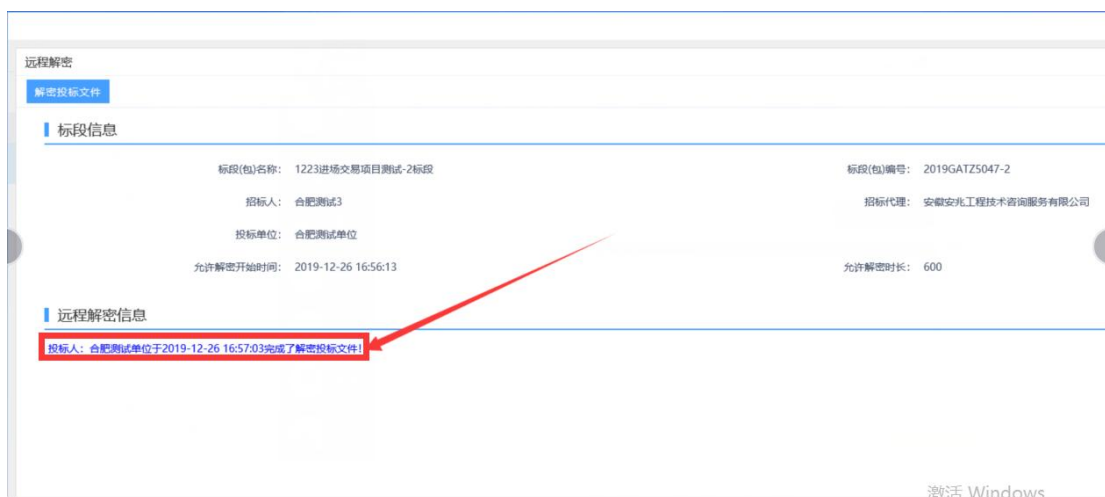 远程解密
解密投标文件
标段信息
标段(包)名称： 1223进场交易项目测试-2标段 标段(包)编号： 2019GATZ5047-2
招标人： 合肥测试3 招标代理： 安徽安兆工程技术咨询服务有限公司
投标单位： 合肥测试单位
允许解密开始时间： 2019-12-26 16:56:13 允许解密时长： 600
远程解密信息
投标人：合肥测试单位于2019-12-26 16:57:03完成了解密投标文件!
激活 Windows